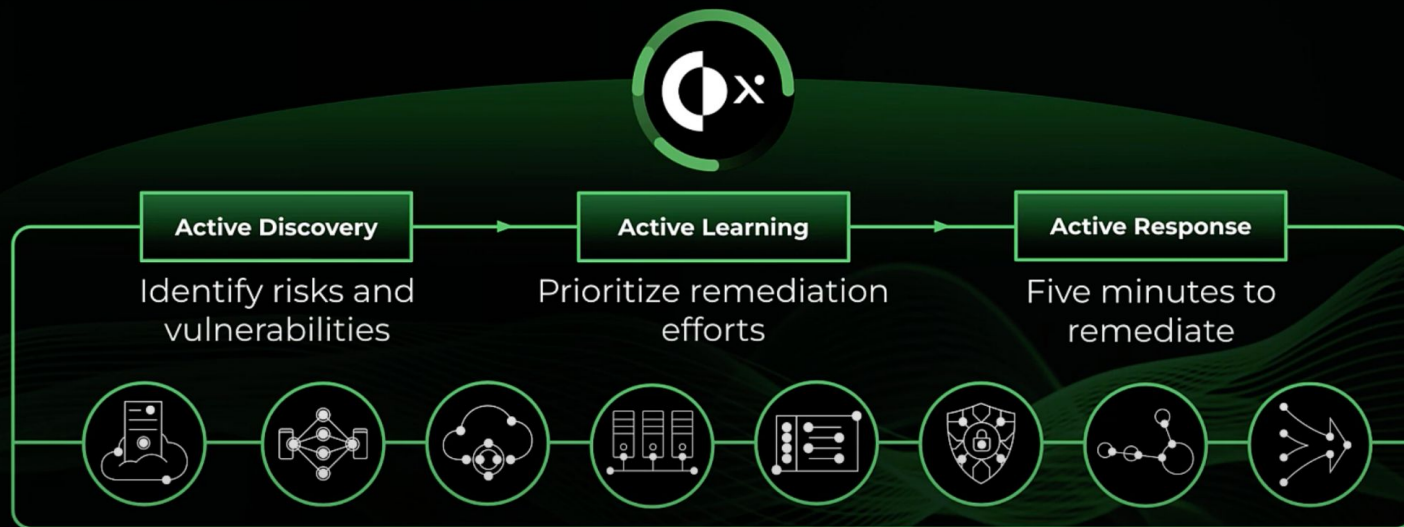 x
Active Discovery
Identify risks and
vulnerabilities
Active Learning
Prioritize remediation
efforts
Active Response
Five minutes to
remediate